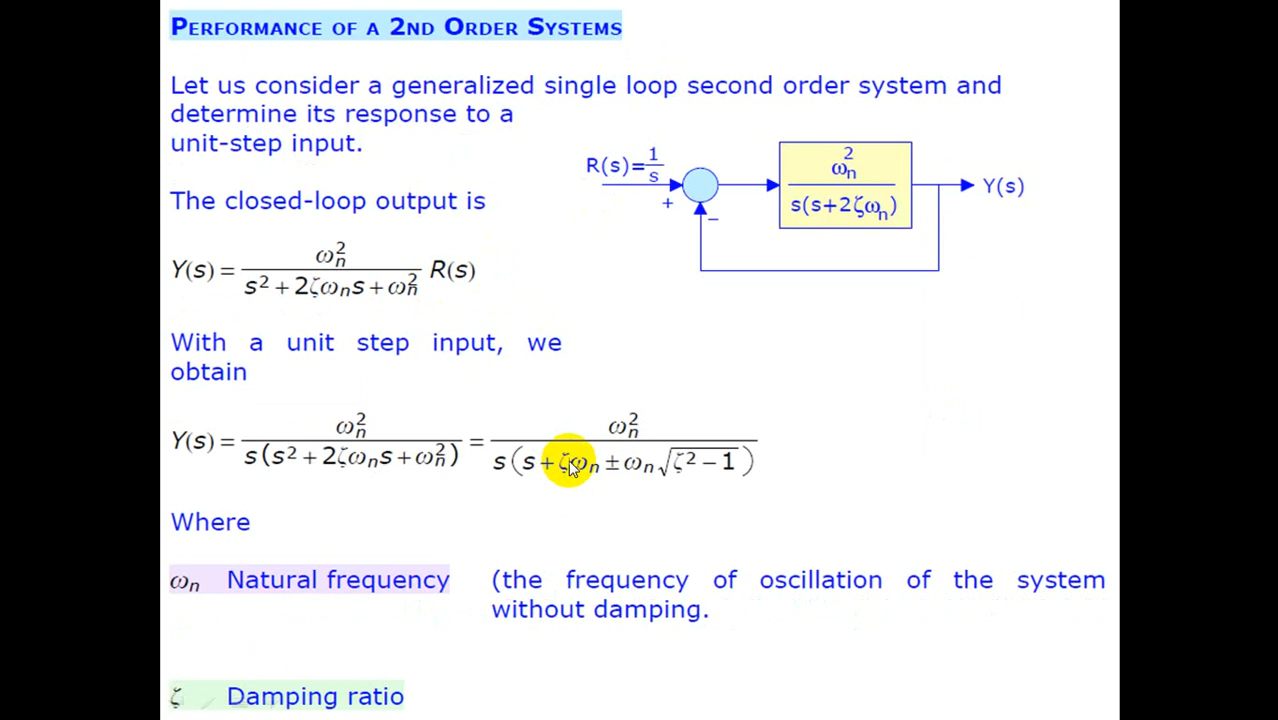 PERFORMANCE OF A 2ND ORDER SYSTEMS
Let us consider a generalized single loop second order system and
determine its response to a
unit-step input.
R(s)=1/s
+
−
ω_n^2
s(s+2ζω_n)
Y(s)
The closed-loop output is
Y(s) = ω_n^2 / (s^2 + 2ζω_n s + ω_n^2) R(s)
With a unit step input, we
obtain
Y(s) = ω_n^2 / s(s^2 + 2ζω_n s + ω_n^2) = ω_n^2 / s(s + ζω_n ± ω_n √(ζ^2 − 1))
Where
ω_n Natural frequency (the frequency of oscillation of the system
without damping.
ζ Damping ratio